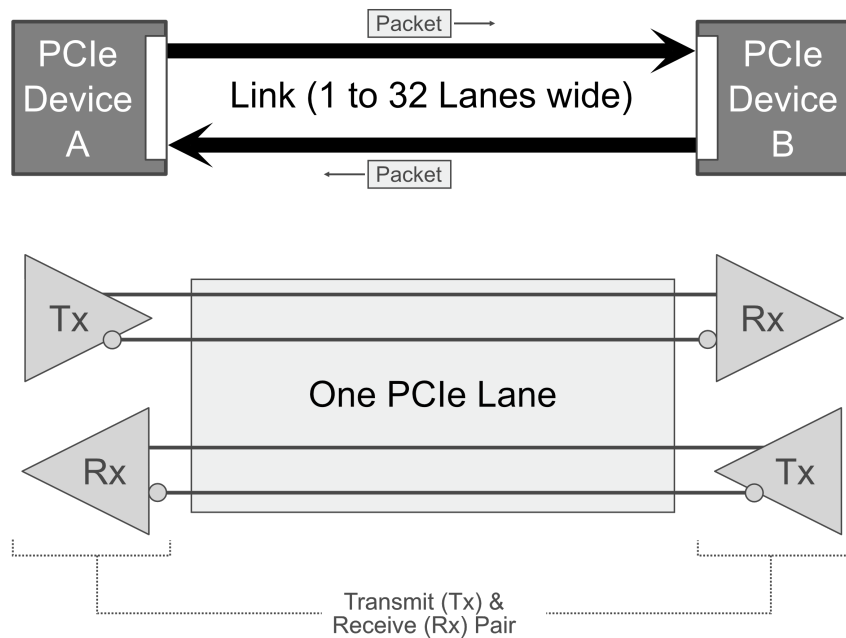 Packet
PCIe
Device
A
Link (1 to 32 Lanes wide)
PCIe
Device
B
Packet
Tx
Rx
One PCIe Lane
Rx
Tx
Transmit (Tx) &
Receive (Rx) Pair